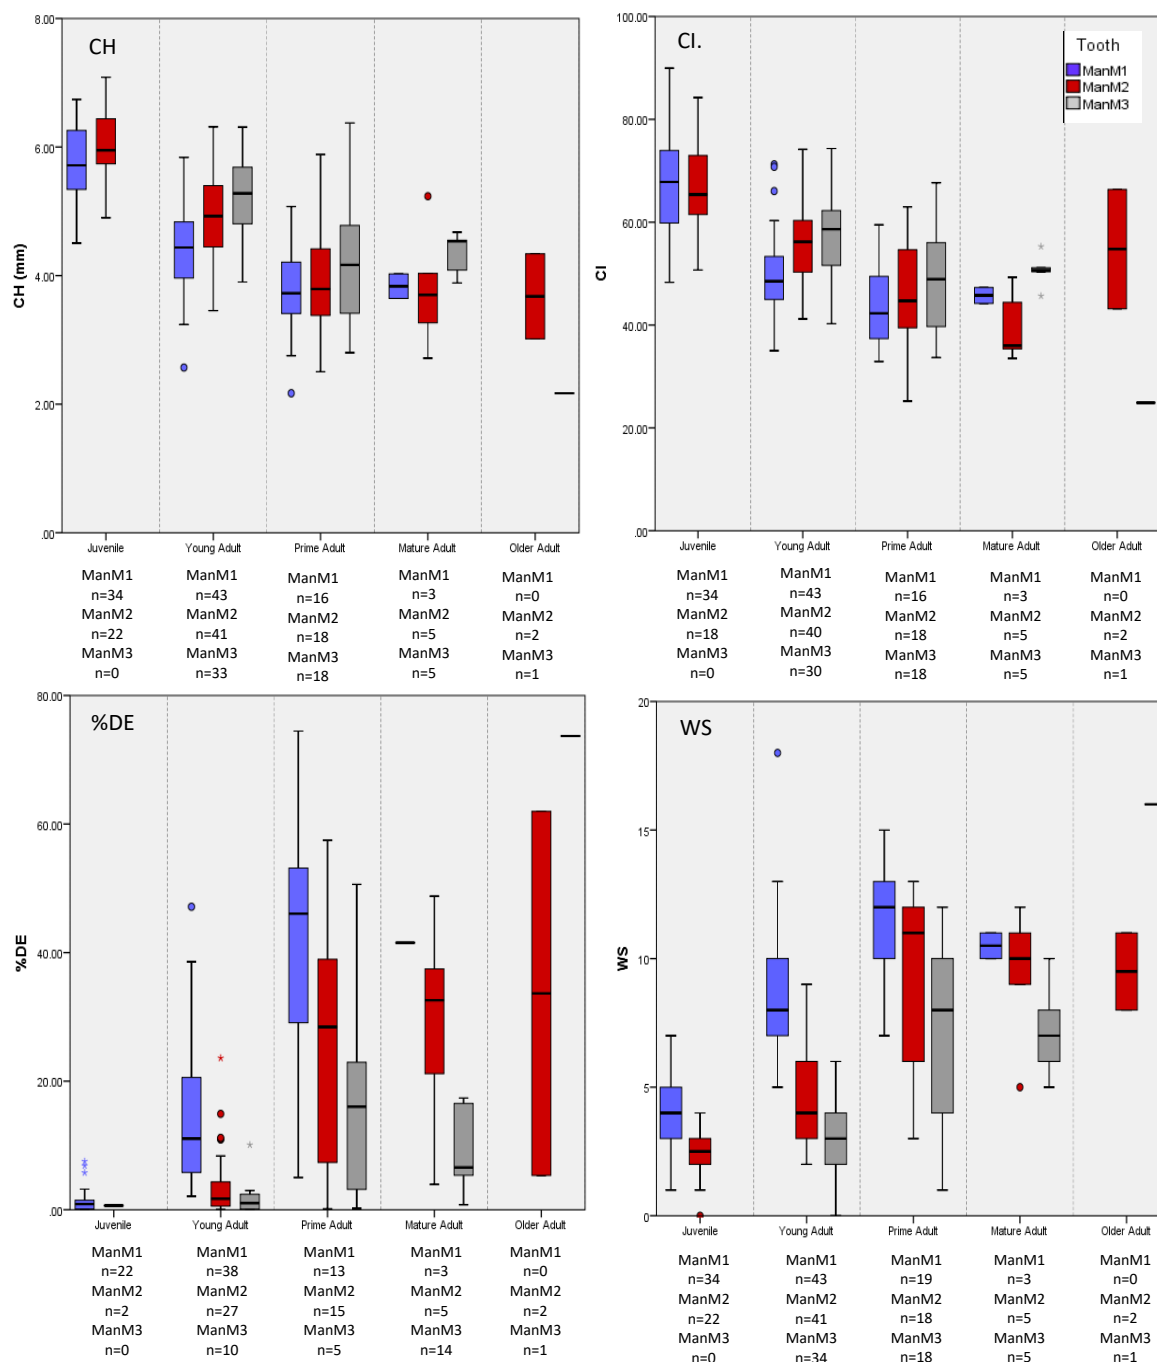 CH
8.00
6.00
4.00
2.00
.00
CH (mm)
Juvenile Young Adult Prime Adult Mature Adult Older Adult
ManM1 ManM1 ManM1 ManM1 ManM1
n=34 n=43 n=16 n=3 n=0
ManM2 ManM2 ManM2 ManM2 ManM2
n=22 n=41 n=18 n=5 n=2
ManM3 ManM3 ManM3 ManM3 ManM3
n=0 n=33 n=18 n=5 n=1
CI.
Tooth
ManM1
ManM2
ManM3
100.00
80.00
60.00
40.00
20.00
.00
CI
Juvenile Young Adult Prime Adult Mature Adult Older Adult
ManM1 ManM1 ManM1 ManM1 ManM1
n=34 n=43 n=16 n=3 n=0
ManM2 ManM2 ManM2 ManM2 ManM2
n=18 n=40 n=18 n=5 n=2
ManM3 ManM3 ManM3 ManM3 ManM3
n=0 n=30 n=18 n=5 n=1
%DE
80.00
60.00
40.00
20.00
.00
%DE
Juvenile Young Adult Prime Adult Mature Adult Older Adult
ManM1 ManM1 ManM1 ManM1 ManM1
n=22 n=38 n=13 n=3 n=0
ManM2 ManM2 ManM2 ManM2 ManM2
n=2 n=27 n=15 n=5 n=2
ManM3 ManM3 ManM3 ManM3 ManM3
n=0 n=10 n=5 n=14 n=1
WS
20
15
10
5
0
WS
Juvenile Young Adult Prime Adult Mature Adult Older Adult
ManM1 ManM1 ManM1 ManM1 ManM1
n=34 n=43 n=19 n=3 n=0
ManM2 ManM2 ManM2 ManM2 ManM2
n=22 n=41 n=18 n=5 n=2
ManM3 ManM3 ManM3 ManM3 ManM3
n=0 n=34 n=18 n=5 n=1